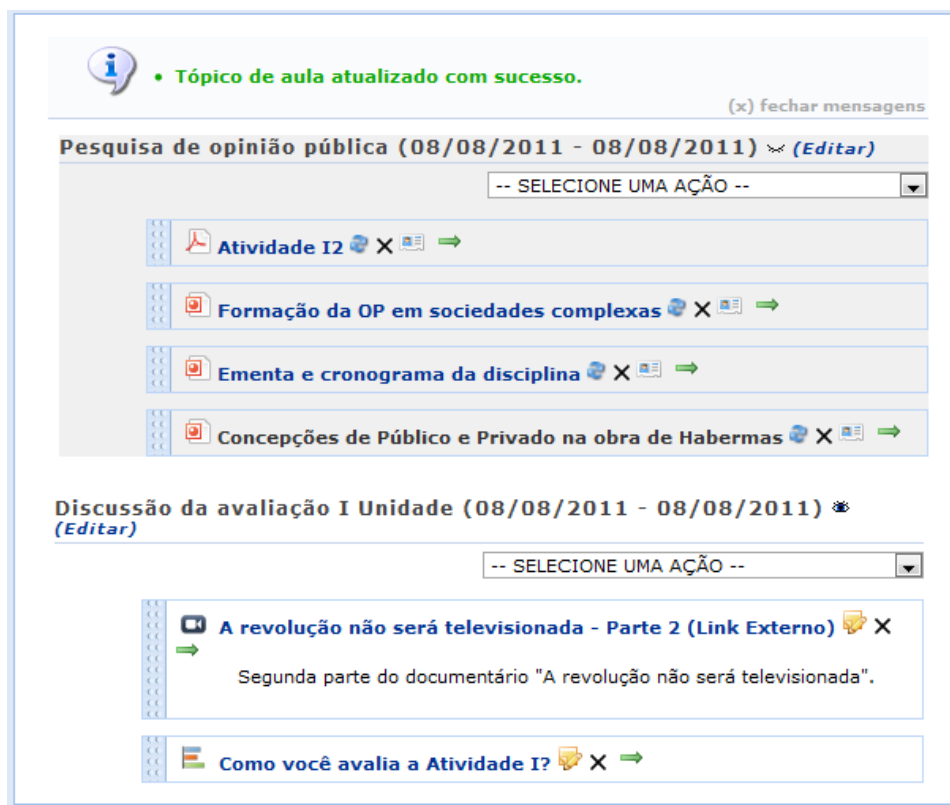 • Tópico de aula atualizado com sucesso.
(x) fechar mensagens
Pesquisa de opinião pública (08/08/2011 - 08/08/2011) (Editar)
-- SELECIONE UMA AÇÃO --
Atividade I2
Formação da OP em sociedades complexas
Ementa e cronograma da disciplina
Concepções de Público e Privado na obra de Habermas
Discussão da avaliação I Unidade (08/08/2011 - 08/08/2011)
(Editar)
-- SELECIONE UMA AÇÃO --
A revolução não será televisionada - Parte 2 (Link Externo)
Segunda parte do documentário "A revolução não será televisionada".
Como você avalia a Atividade I?